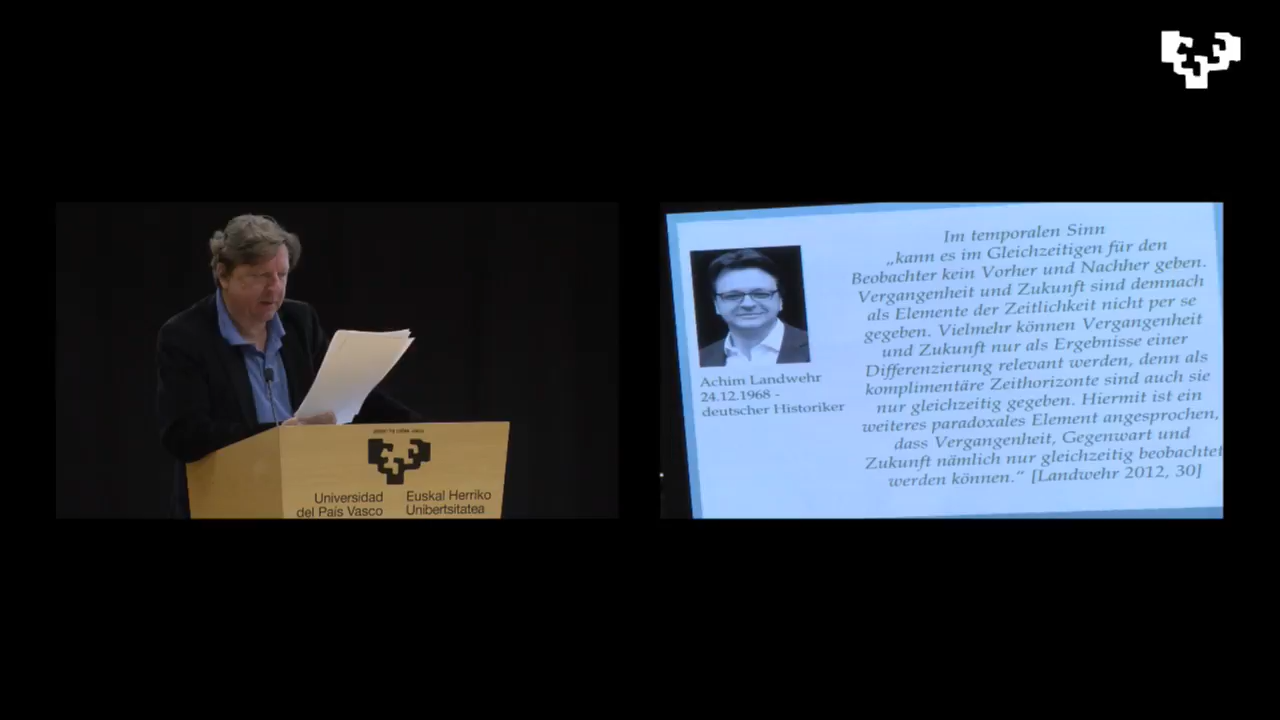 Universidad
del País Vasco
Euskal Herriko
Unibertsitatea
Achim Landwehr
24.12.1968 -
deutscher Historiker
Im temporalen Sinn
„kann es im Gleichzeitigen für den
Beobachter kein Vorher und Nachher geben.
Vergangenheit und Zukunft sind demnach
als Elemente der Zeitlichkeit nicht per se
gegeben. Vielmehr können Vergangenheit
und Zukunft nur als Ergebnisse einer
Differenzierung relevant werden, denn als
komplimentäre Zeithorizonte sind auch sie
nur gleichzeitig gegeben. Hiermit ist ein
weiteres paradoxales Element angesprochen,
dass Vergangenheit, Gegenwart und
Zukunft nämlich nur gleichzeitig beobachtet
werden können.“ [Landwehr 2012, 30]